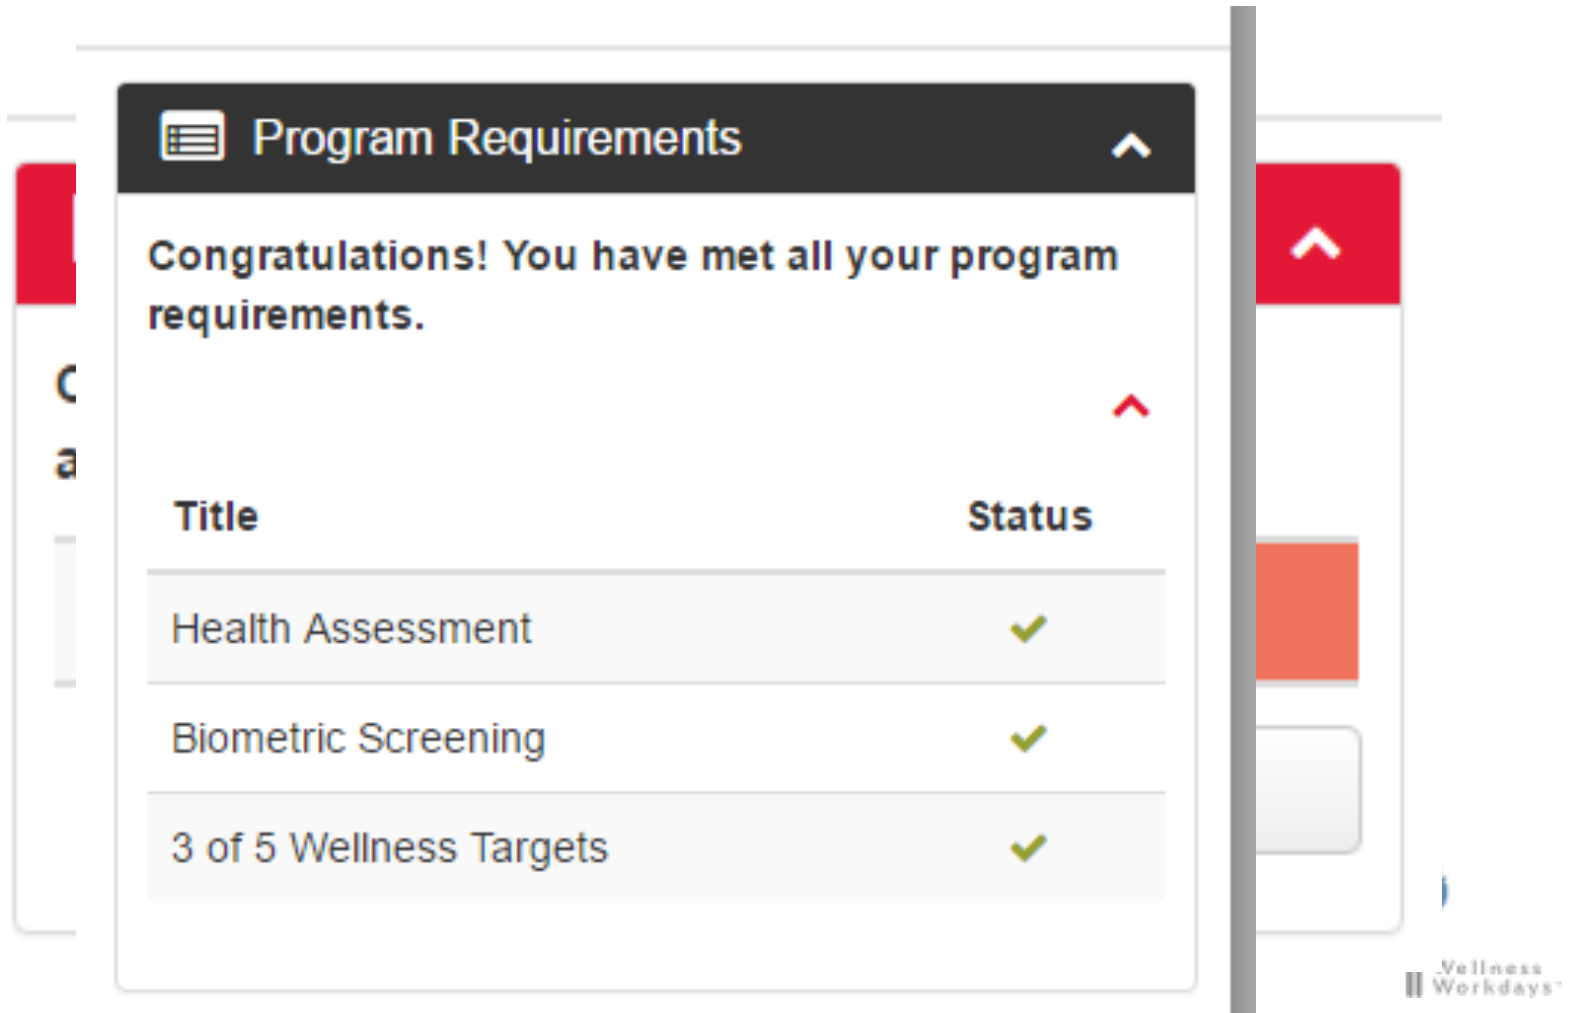 Program Requirements
Congratulations! You have met all your program
requirements.
Title Status
Health Assessment
Biometric Screening
3 of 5 Wellness Targets
Wellness
Workdays